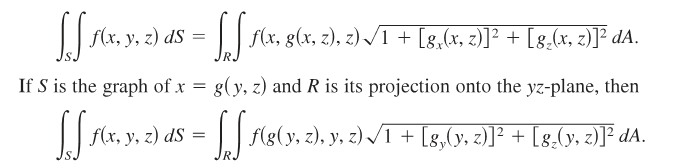 ∫∫_S f(x, y, z) dS = ∫∫_R f(x, g(x, z), z)√(1 + [gₓ(x, z)]² + [g_z(x, z)]²) dA.
If S is the graph of x = g(y, z) and R is its projection onto the yz-plane, then
∫∫_S f(x, y, z) dS = ∫∫_R f(g(y, z), y, z)√(1 + [g_y(y, z)]² + [g_z(y, z)]²) dA.